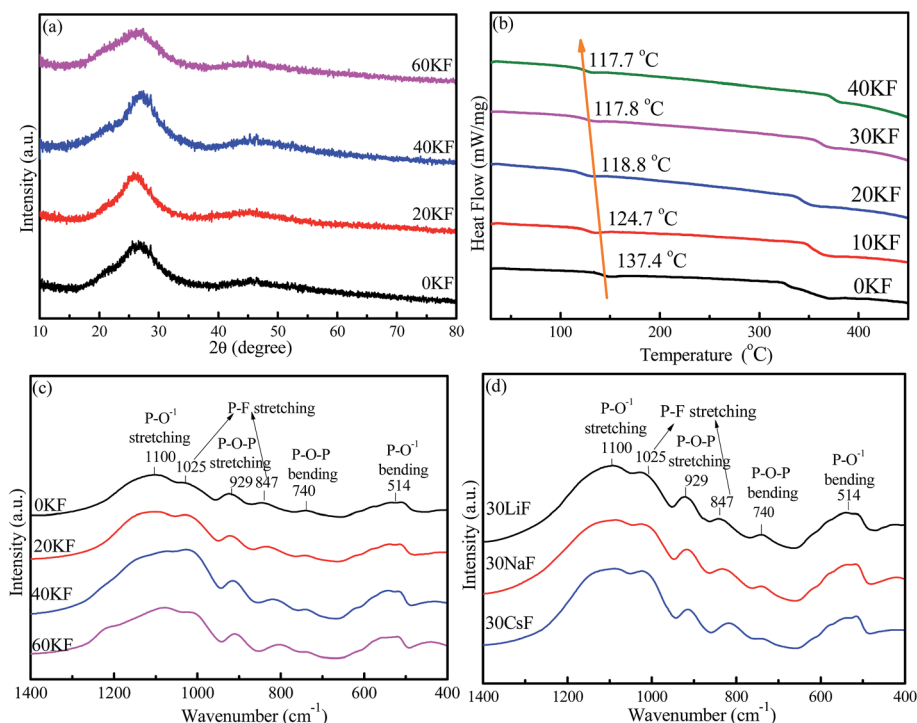 (a)
60KF
40KF
20KF
0KF
Intensity (a.u.)
10 20 30 40 50 60 70 80
2θ (degree)
(b)
117.7 °C
40KF
117.8 °C
30KF
118.8 °C
20KF
124.7 °C
10KF
137.4 °C
0KF
Heat Flow (mW/mg)
100 200 300 400
Temperature (°C)
(c)
P-O⁻¹
stretching
1100
P-F stretching
1025
P-O-P
stretching
929
847
P-O-P
bending
740
P-O⁻¹
bending
514
0KF
20KF
40KF
60KF
Intensity (a.u.)
1400 1200 1000 800 600 400
Wavenumber (cm⁻¹)
(d)
P-O⁻¹
stretching
1100
P-F stretching
1025
P-O-P
stretching
929
847
P-O-P
bending
740
P-O⁻¹
bending
514
30LiF
30NaF
30CsF
Intensity (a.u.)
1400 1200 1000 800 600 400
Wavenumber (cm⁻¹)